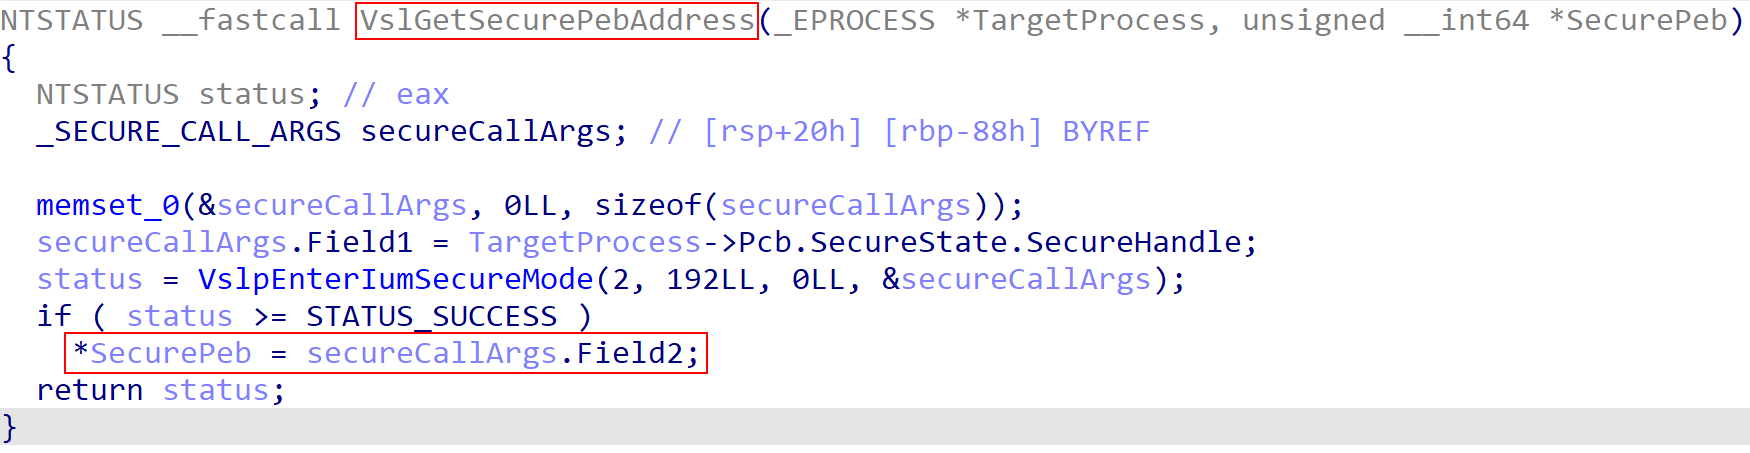 NTSTATUS __fastcall VslGetSecurePebAddress(_EPROCESS *TargetProcess, unsigned __int64 *SecurePeb)
{
  NTSTATUS status; // eax
  _SECURE_CALL_ARGS secureCallArgs; // [rsp+20h] [rbp-88h] BYREF

  memset_0(&secureCallArgs, 0LL, sizeof(secureCallArgs));
  secureCallArgs.Field1 = TargetProcess->Pcb.SecureState.SecureHandle;
  status = VslpEnterIumSecureMode(2, 192LL, 0LL, &secureCallArgs);
  if ( status >= STATUS_SUCCESS )
    *SecurePeb = secureCallArgs.Field2;
  return status;
}